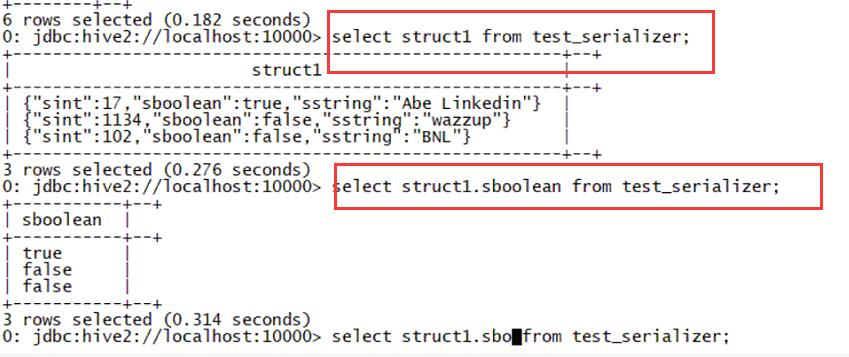 +--------+--+
6 rows selected (0.182 seconds)
0: jdbc:hive2://localhost:10000> select struct1 from test_serializer;
+----------------------------------------------------+--+
| struct1 |
+----------------------------------------------------+--+
| {"sint":17,"sboolean":true,"sstring":"Abe Linkedin"} |
| {"sint":1134,"sboolean":false,"sstring":"wazzup"} |
| {"sint":102,"sboolean":false,"sstring":"BNL"} |
+----------------------------------------------------+--+
3 rows selected (0.276 seconds)
0: jdbc:hive2://localhost:10000> select struct1.sboolean from test_serializer;
+-----------+--+
| sboolean |
+-----------+--+
| true |
| false |
| false |
+-----------+--+
3 rows selected (0.314 seconds)
0: jdbc:hive2://localhost:10000> select struct1.sbo from test_serializer;